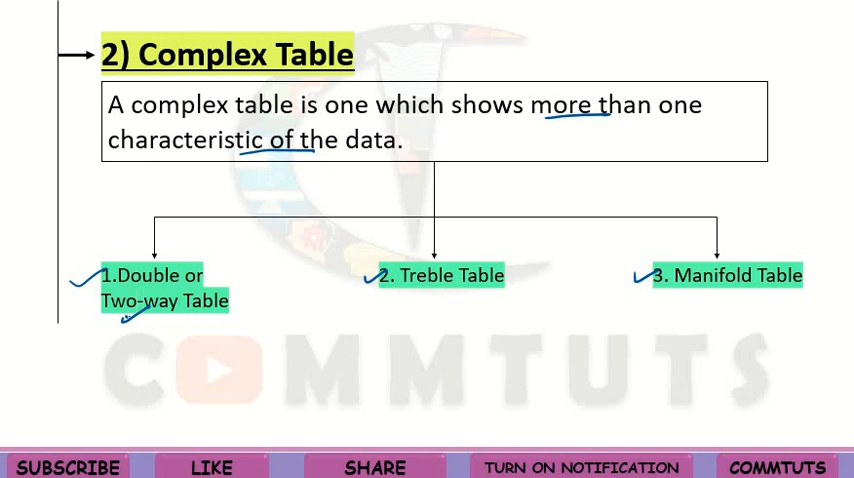 2) Complex Table
A complex table is one which shows more than one
characteristic of the data.
1.Double or
Two-way Table
2. Treble Table
3. Manifold Table
COMMTUTS
SUBSCRIBE
LIKE
SHARE
TURN ON NOTIFICATION
COMMTUTS